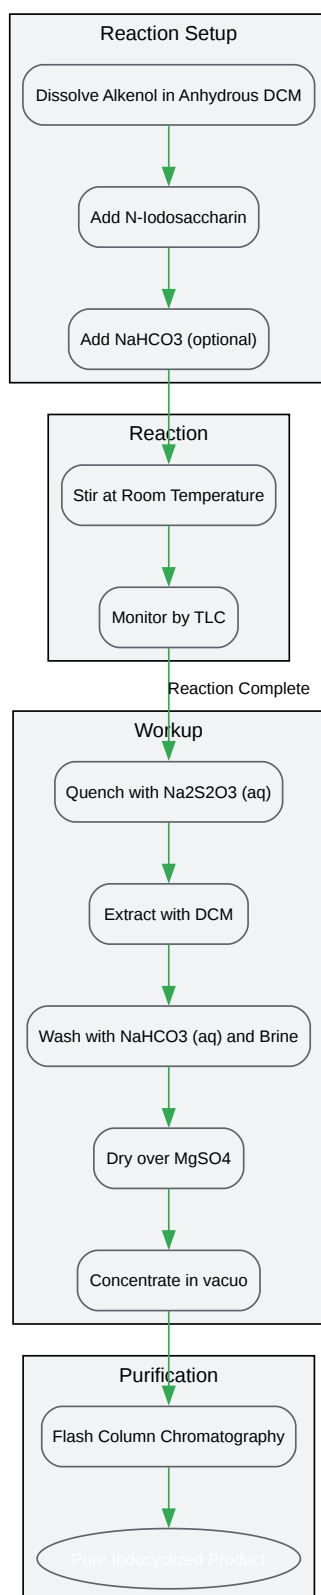 Reaction Setup
Dissolve Alkenol in Anhydrous DCM
Add N-Iodosaccharin
Add NaHCO3 (optional)
Reaction
Stir at Room Temperature
Monitor by TLC
Reaction Complete
Workup
Quench with Na2S2O3 (aq)
Extract with DCM
Wash with NaHCO3 (aq) and Brine
Dry over MgSO4
Concentrate in vacuo
Purification
Flash Column Chromatography
Pure Iodocyclized Product